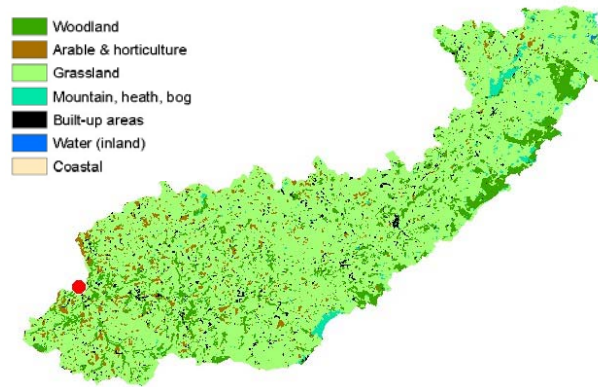 Woodland
Arable & horticulture
Grassland
Mountain, heath, bog
Built-up areas
Water (inland)
Coastal